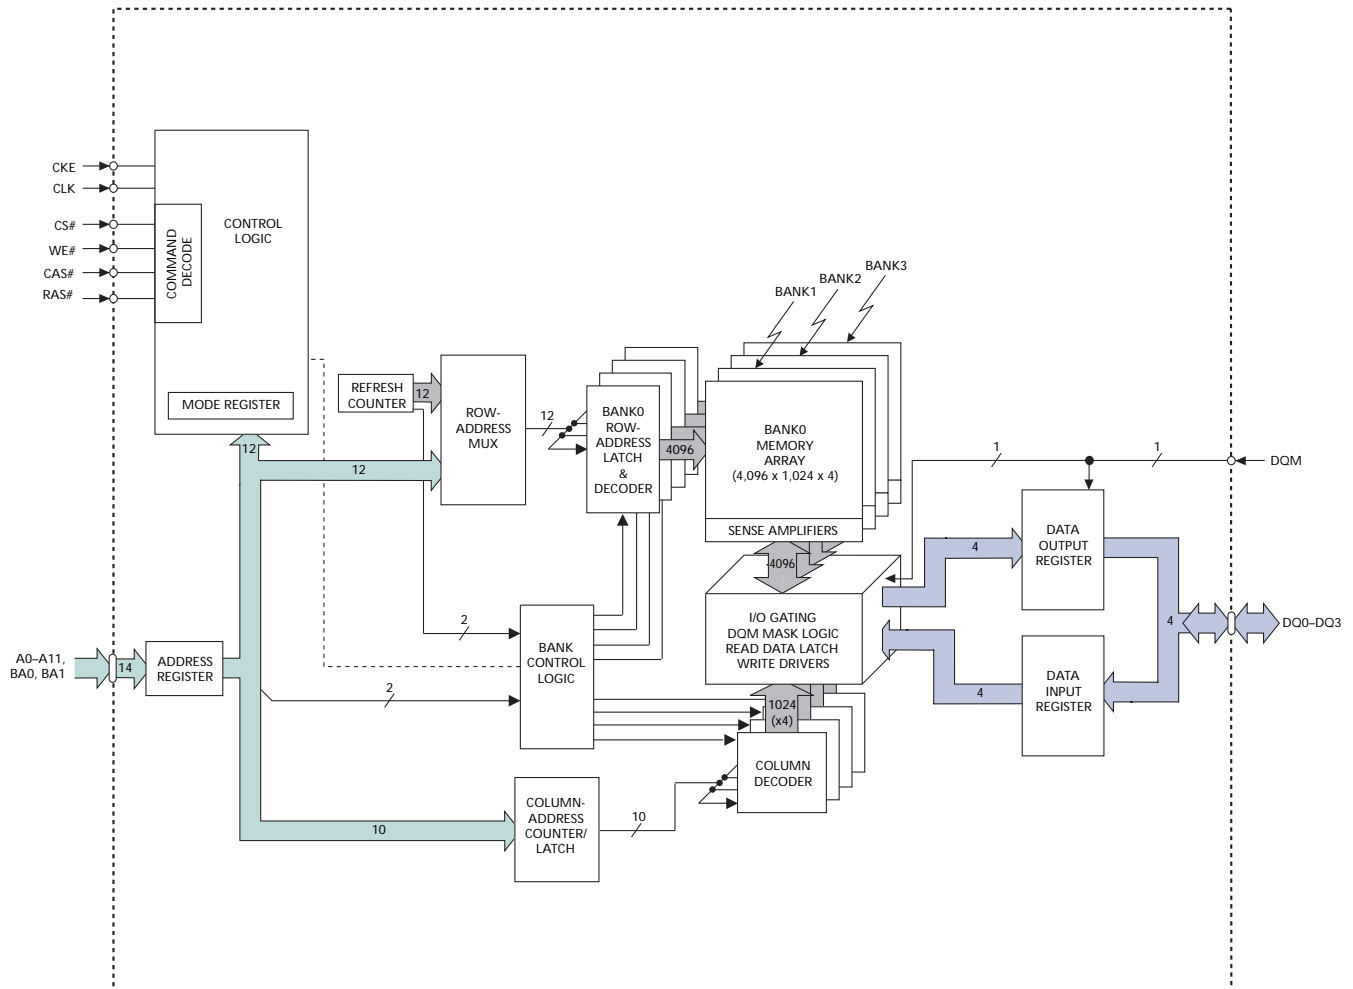 CKE
CLK
CS#
WE#
CAS#
RAS#
COMMAND
DECODE
CONTROL
LOGIC
MODE REGISTER
12
12
REFRESH
COUNTER
12
ROW-
ADDRESS
MUX
12
BANK0
ROW-
ADDRESS
LATCH
&
DECODER
4096
BANK1
BANK2
BANK3
BANK0
MEMORY
ARRAY
(4,096 x 1,024 x 4)
SENSE AMPLIFIERS
4096
I/O GATING
DQM MASK LOGIC
READ DATA LATCH
WRITE DRIVERS
1024
(x4)
COLUMN
DECODER
2
2
BANK
CONTROL
LOGIC
A0–A11,
BA0, BA1
14
ADDRESS
REGISTER
10
COLUMN-
ADDRESS
COUNTER/
LATCH
10
1
1
DQM
4
DATA
OUTPUT
REGISTER
4
DQ0–DQ3
4
DATA
INPUT
REGISTER